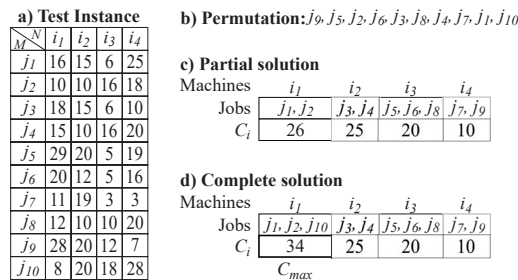 a) Test Instance
M N i1 i2 i3 i4
j1 16 15 6 25
j2 10 10 16 18
j3 18 15 6 10
j4 15 10 16 20
j5 29 20 5 19
j6 20 12 5 16
j7 11 19 3 3
j8 12 10 10 20
j9 28 20 12 7
j10 8 20 18 28
b) Permutation: j9, j5, j2, j6, j3, j8, j4, j7, j1, j10
c) Partial solution
Machines i1 i2 i3 i4
Jobs j1, j2 j3, j4 j5, j6, j8 j7, j9
Ci 26 25 20 10
d) Complete solution
Machines i1 i2 i3 i4
Jobs j1, j2, j10 j3, j4 j5, j6, j8 j7, j9
Ci 34 25 20 10
Cmax